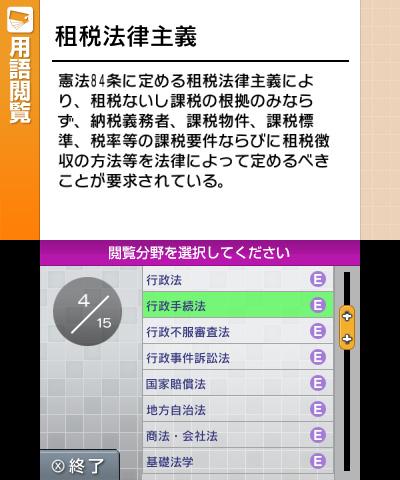 用語閲覧
租税法律主義
憲法84条に定める租税法律主義によ
り、租税ないし課税の根拠のみなら
ず、納税義務者、課税物件、課税標
準、税率等の課税要件ならびに租税徴
収の方法等を法律によって定めるべき
ことが要求されている。
閲覧分野を選択してください
4/15
行政法 E
行政手続法 E
行政不服審査法 E
行政事件訴訟法 E
国家賠償法 E
地方自治法 E
商法・会社法 E
基礎法学 E
Ⓧ終了